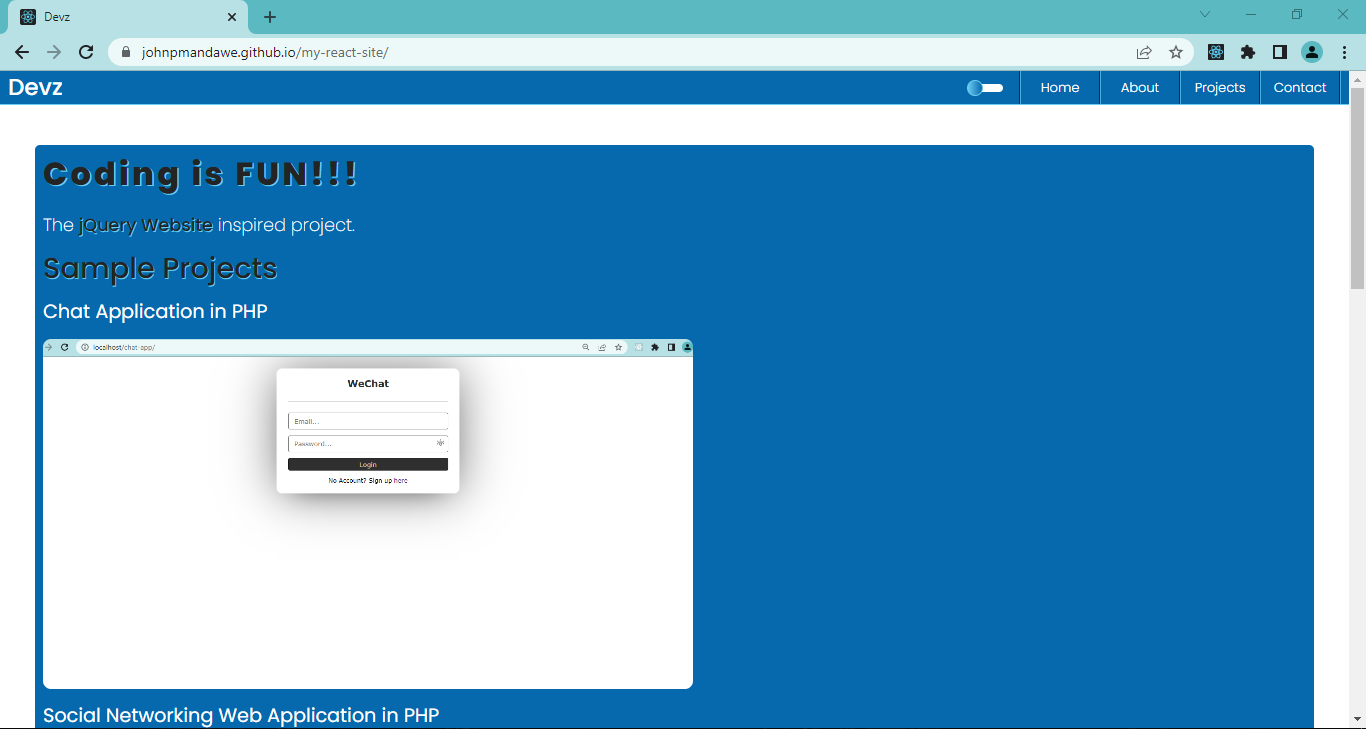 Devz
johnpmandawe.github.io/my-react-site/
Devz
Home About Projects Contact
Coding is FUN!!!
The jQuery Website inspired project.
Sample Projects
Chat Application in PHP
localhost/chat-app/
WeChat
Email...
Password...
Login
No Account? Sign up here
Social Networking Web Application in PHP